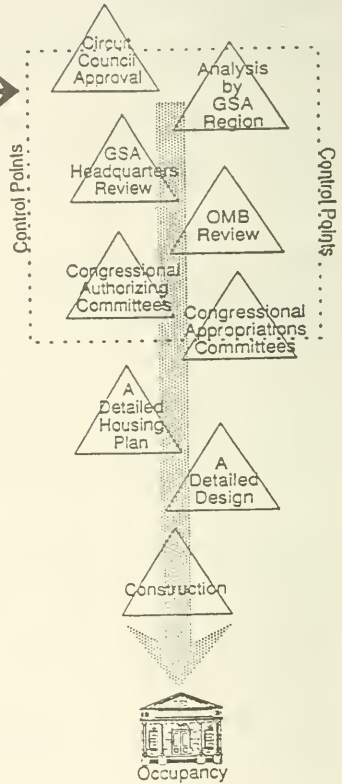 Circuit
Council
Approval
Analysis
by
GSA
Region
Control Points
Control Points
GSA
Headquarters
Review
OMB
Review
Congressional
Authorizing
Committees
Congressional
Appropriations
Committees
A
Detailed
Housing
Plan
A
Detailed
Design
Construction
Occupancy